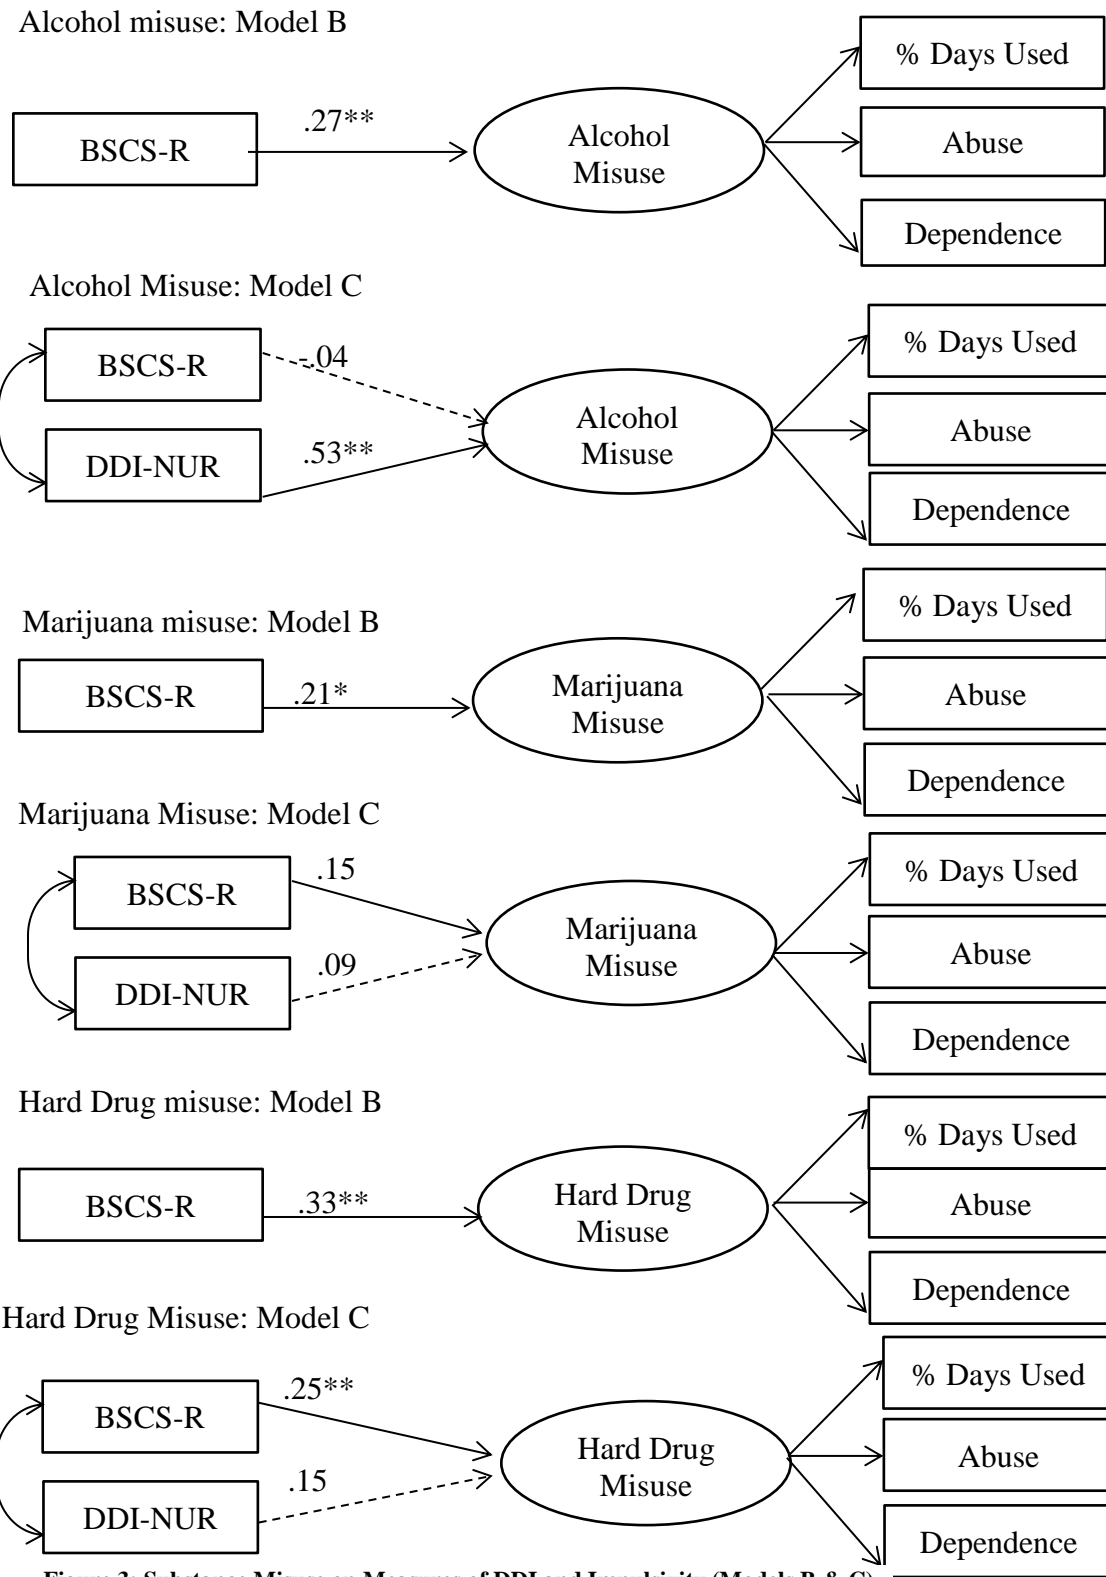 Alcohol misuse: Model B
% Days Used
.27**
BSCS-R
Alcohol
Misuse
Abuse
Dependence
Alcohol Misuse: Model C
% Days Used
BSCS-R
-.04
Alcohol
Misuse
Abuse
DDI-NUR
.53**
Dependence
% Days Used
Marijuana misuse: Model B
BSCS-R
.21*
Marijuana
Misuse
Abuse
Dependence
Marijuana Misuse: Model C
% Days Used
BSCS-R
.15
Marijuana
Misuse
Abuse
DDI-NUR
.09
Dependence
Hard Drug misuse: Model B
% Days Used
BSCS-R
.33**
Hard Drug
Misuse
Abuse
Dependence
Hard Drug Misuse: Model C
% Days Used
.25**
BSCS-R
Hard Drug
Misuse
Abuse
DDI-NUR
.15
Dependence
Figure 3: Substance Misuse on Measures of DDI and Impulsivity (Models B & C)